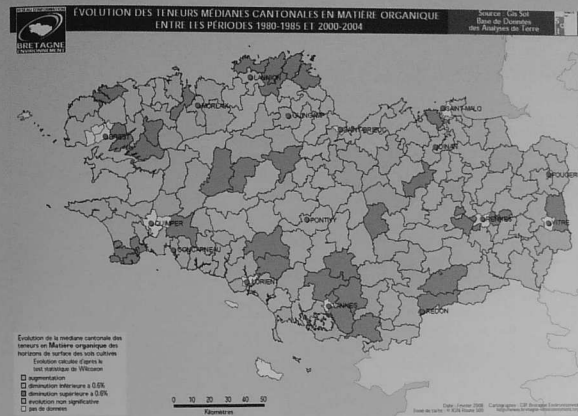 BRETAGNE
ENVIRONNEMENT
ÉVOLUTION DES TENEURS MÉDIANES CANTONALES EN MATIÈRE ORGANIQUE
ENTRE LES PÉRIODES 1980-1985 ET 2000-2004
Source : Gis Sol
Base de Données
des Analyses de Terre
LANNION
MORLAIX
GUINGAMP
SAINT-MALO
SAINT-BRIEUC
BREST
DINAN
FOUGERES
QUIMPER
PONTIVY
RENNES
VITRE
CONCARNEAU
LORIENT
VANNES
REDON
Évolution de la médiane cantonale des
teneurs en Matière organique des
horizons de surface des sols cultivés
Evolution calculée d'après le
test statistique de Wilcoxon
augmentation
diminution inférieure à 0.6%
diminution supérieure à 0.6%
évolution non significative
pas de données
0 10 20 30 40 50
Kilomètres